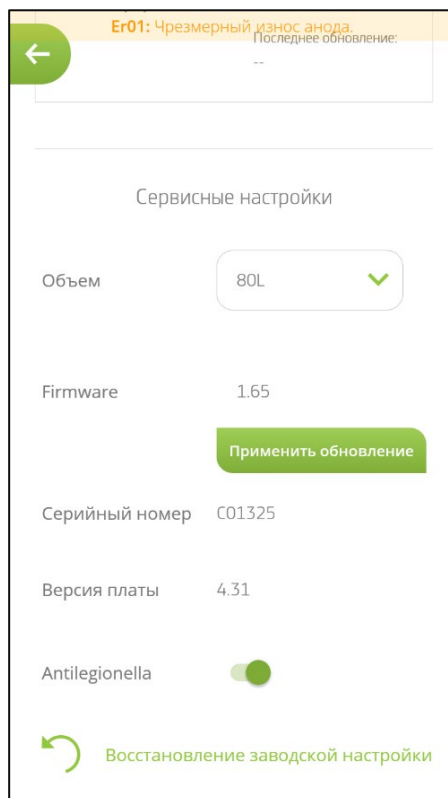 Er01: Чрезмерный износ анода.
Последнее обновление:
--
Сервисные настройки
Объем
80L
Firmware
1.65
Применить обновление
Серийный номер
C01325
Версия платы
4.31
Antilegionella
Восстановление заводской настройки